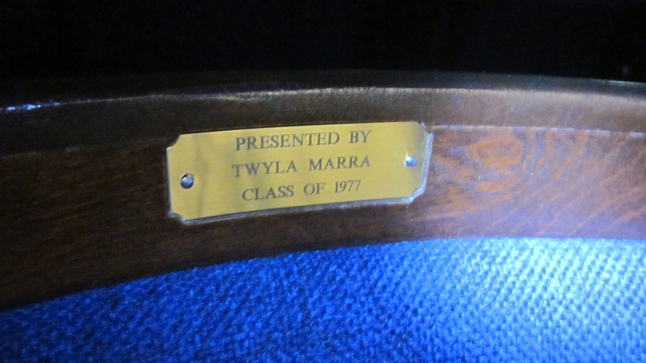 PRESENTED BY
TWYLA MARRA
CLASS OF 1977